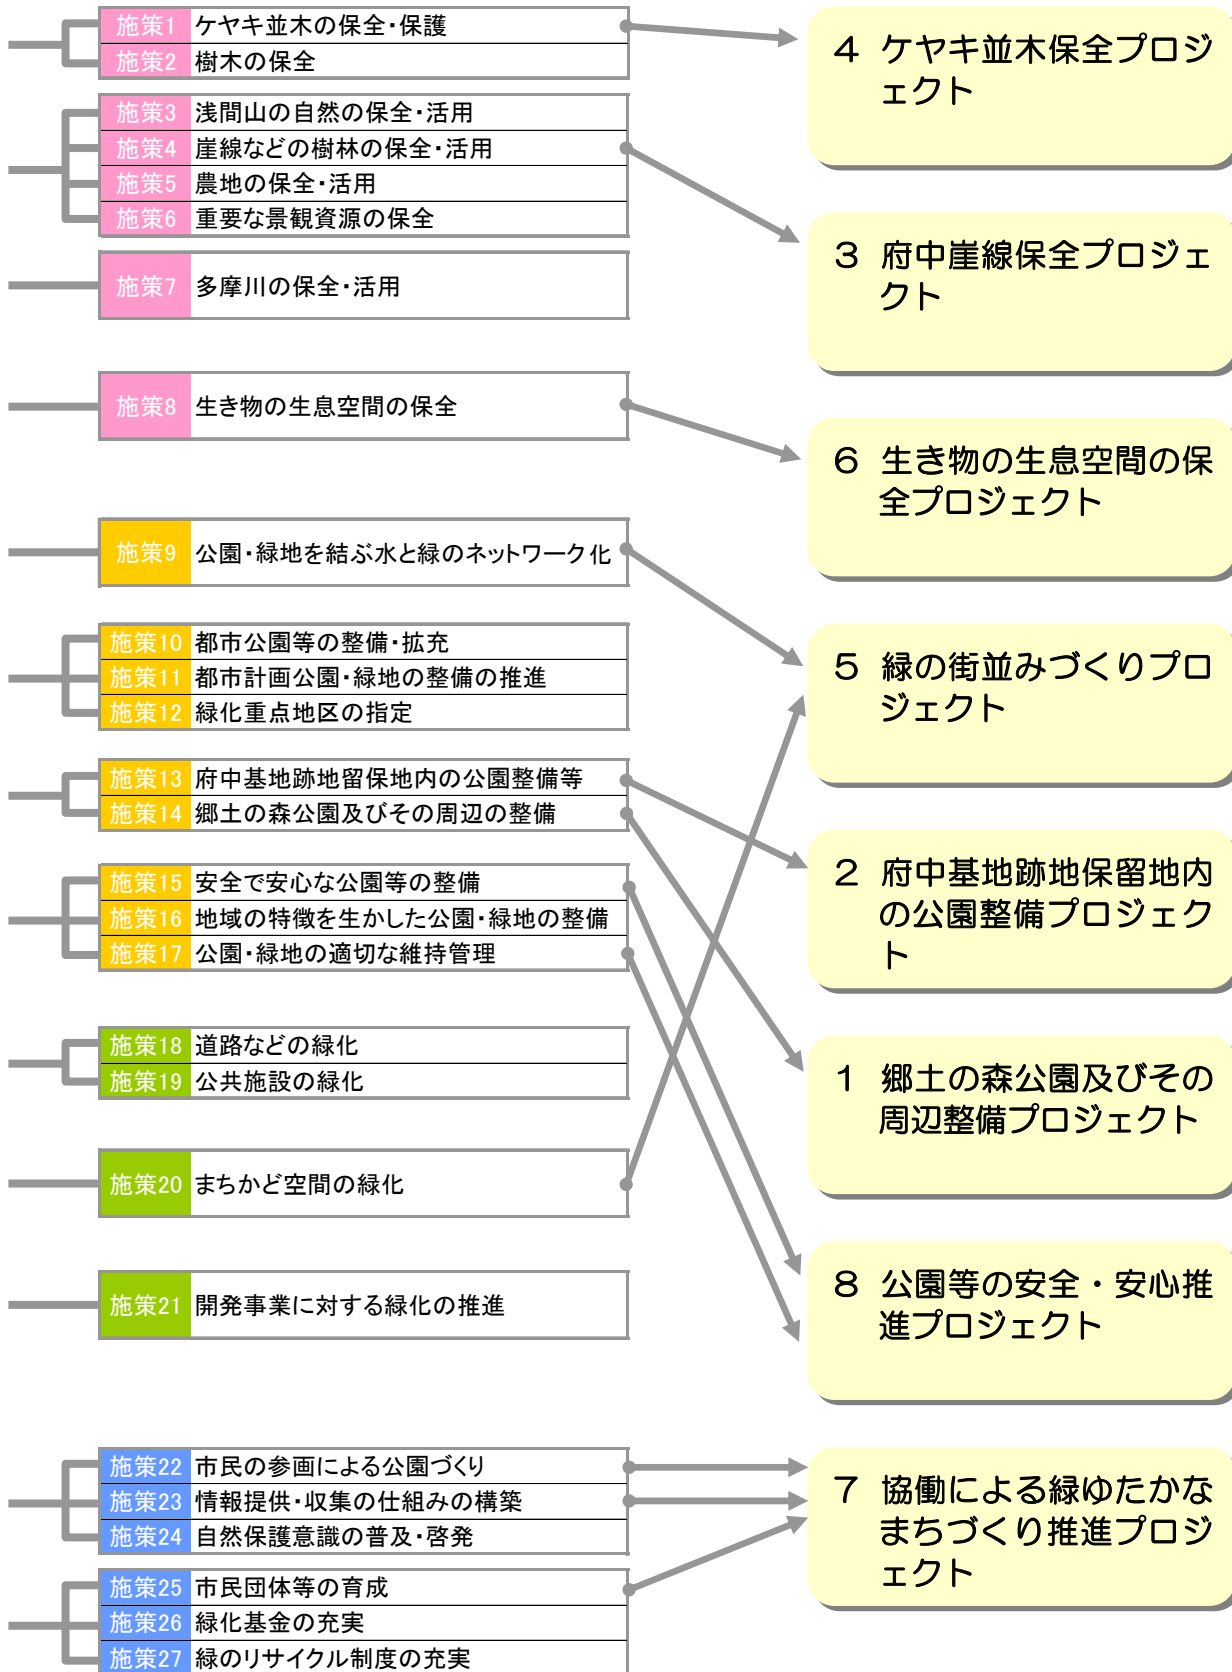 施策1 ケヤキ並木の保全・保護
施策2 樹木の保全
施策3 浅間山の自然の保全・活用
施策4 崖線などの樹林の保全・活用
施策5 農地の保全・活用
施策6 重要な景観資源の保全
施策7 多摩川の保全・活用
施策8 生き物の生息空間の保全
施策9 公園・緑地を結ぶ水と緑のネットワーク化
施策10 都市公園等の整備・拡充
施策11 都市計画公園・緑地の整備の推進
施策12 緑化重点地区の指定
施策13 府中基地跡地留保地内の公園整備等
施策14 郷土の森公園及びその周辺の整備
施策15 安全で安心な公園等の整備
施策16 地域の特徴を生かした公園・緑地の整備
施策17 公園・緑地の適切な維持管理
施策18 道路などの緑化
施策19 公共施設の緑化
施策20 まちかど空間の緑化
施策21 開発事業に対する緑化の推進
施策22 市民の参画による公園づくり
施策23 情報提供・収集の仕組みの構築
施策24 自然保護意識の普及・啓発
施策25 市民団体等の育成
施策26 緑化基金の充実
施策27 緑のリサイクル制度の充実
4 ケヤキ並木保全プロジ
ェクト
3 府中崖線保全プロジェ
クト
6 生き物の生息空間の保
全プロジェクト
5 緑の街並みづくりプロ
ジェクト
2 府中基地跡地保留地内
の公園整備プロジェク
ト
1 郷土の森公園及びその
周辺整備プロジェクト
8 公園等の安全・安心推
進プロジェクト
7 協働による緑ゆたかな
まちづくり推進プロジ
ェクト